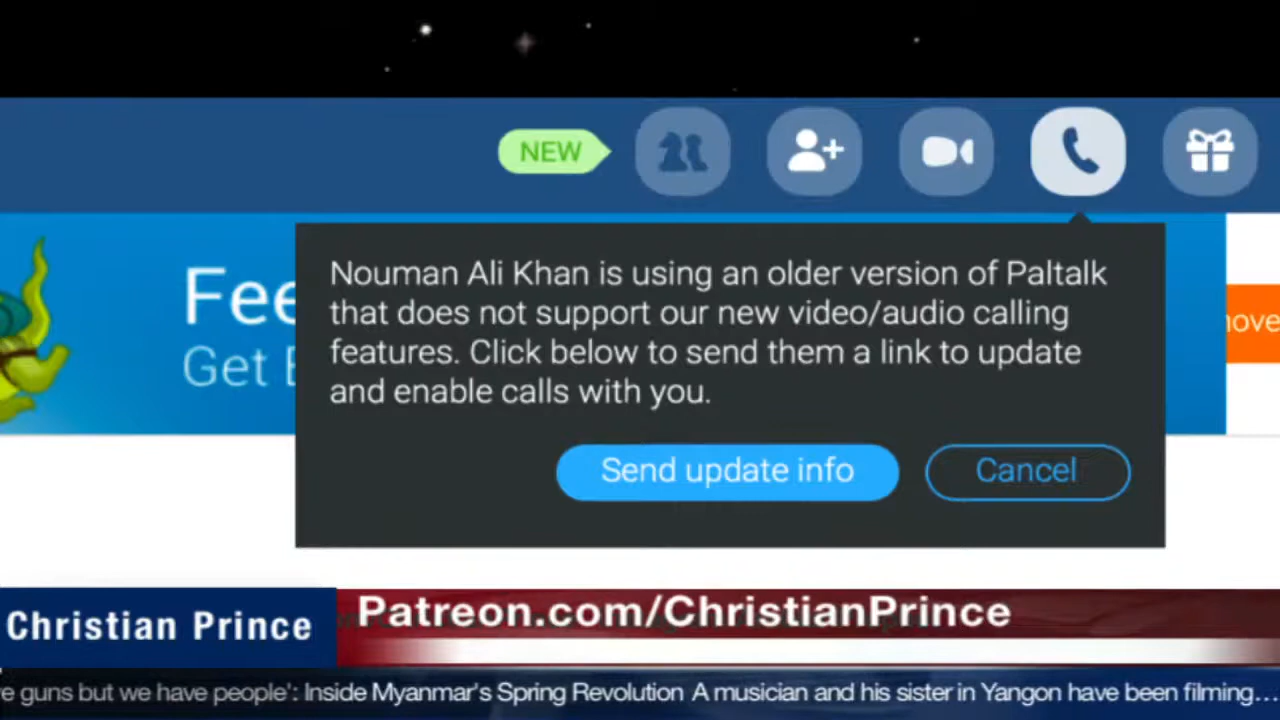 NEW
Fee
Get
Nouman Ali Khan is using an older version of Paltalk
that does not support our new video/audio calling
features. Click below to send them a link to update
and enable calls with you.
Send update info
Cancel
Christian Prince
Patreon.com/ChristianPrince
e guns but we have people': Inside Myanmar's Spring Revolution A musician and his sister in Yangon have been filming...